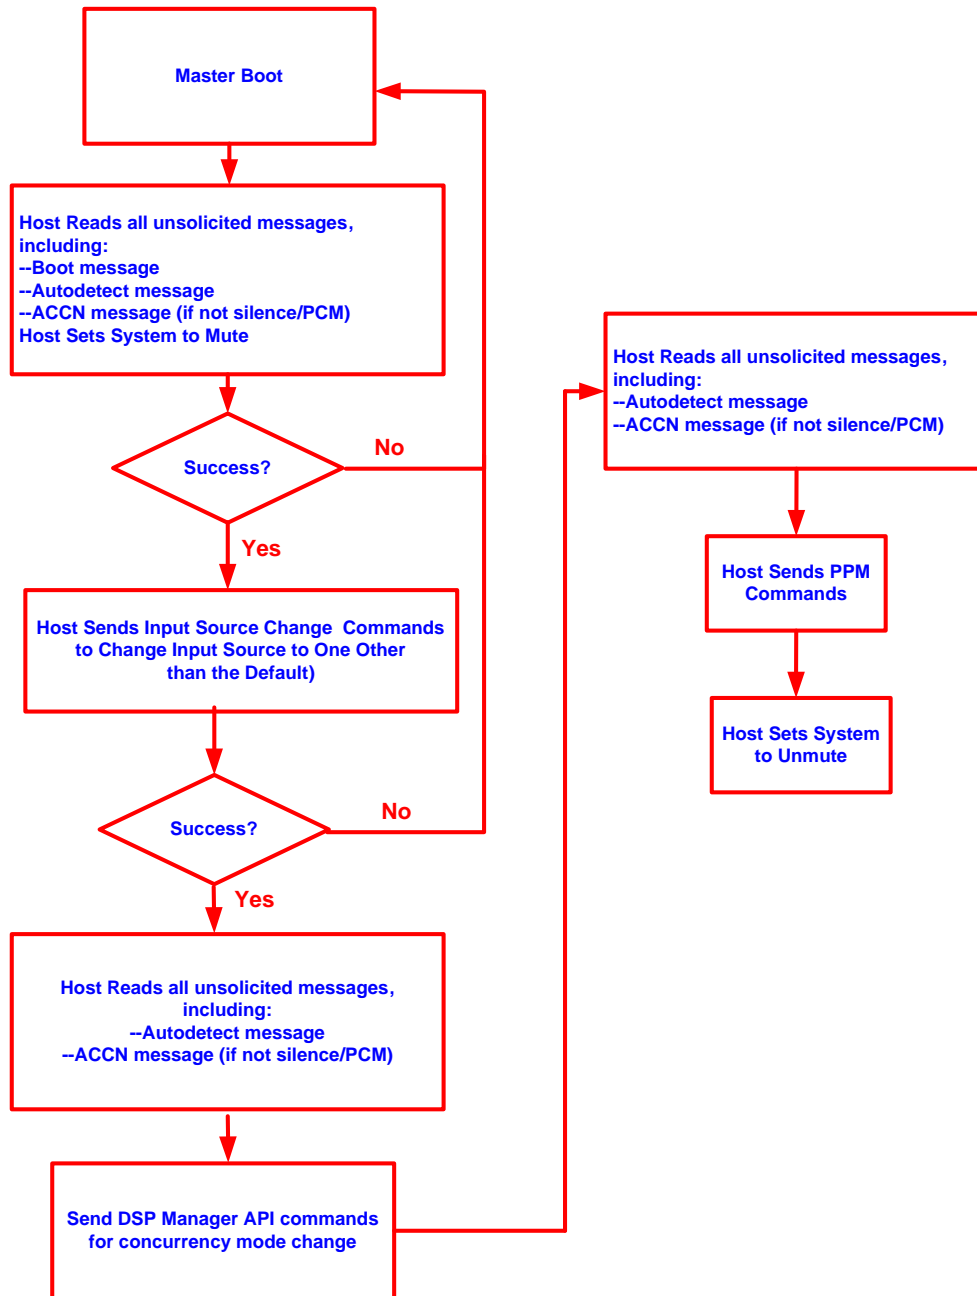 Master Boot
Host Reads all unsolicited messages,
including:
--Boot message
--Autodetect message
--ACCN message (if not silence/PCM)
Host Sets System to Mute
Success?
No
Yes
Host Sends Input Source Change Commands
to Change Input Source to One Other
than the Default)
Success?
No
Yes
Host Reads all unsolicited messages,
including:
--Autodetect message
--ACCN message (if not silence/PCM)
Send DSP Manager API commands
for concurrency mode change
Host Reads all unsolicited messages,
including:
--Autodetect message
--ACCN message (if not silence/PCM)
Host Sends PPM
Commands
Host Sets System
to Unmute